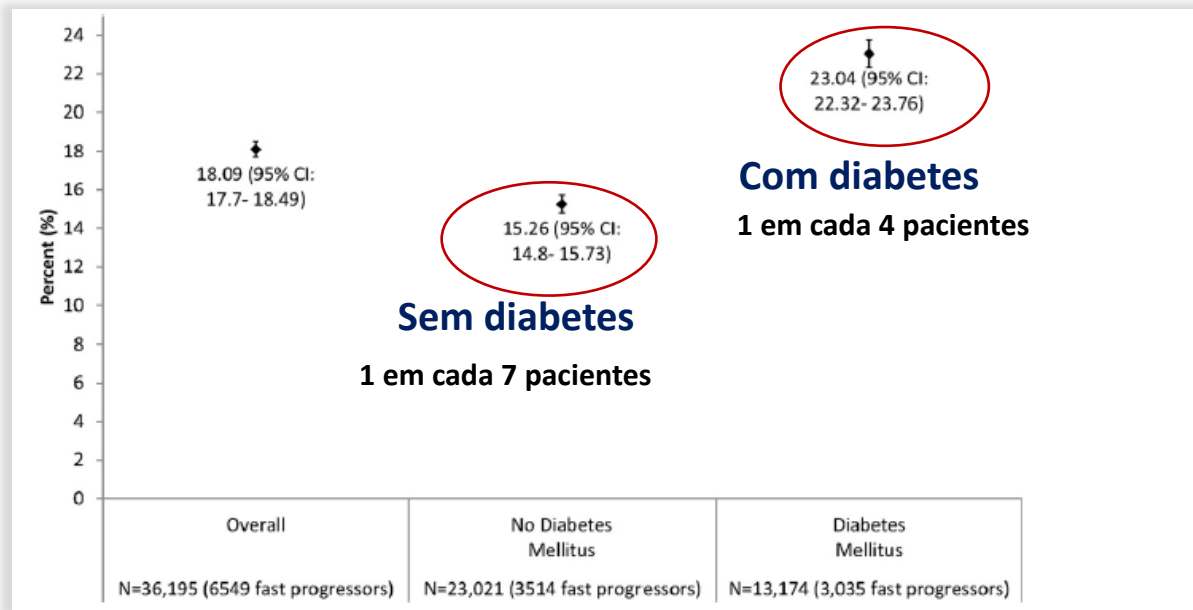 24
22
20
18
16
14
12
10
8
6
4
2
0
Percent (%)
18.09 (95% CI:
17.7- 18.49)
15.26 (95% CI:
14.8- 15.73)
23.04 (95% CI:
22.32- 23.76)
Sem diabetes
1 em cada 7 pacientes
Com diabetes
1 em cada 4 pacientes
Overall
N=36,195 (6549 fast progressors)
No Diabetes
Mellitus
N=23,021 (3514 fast progressors)
Diabetes
Mellitus
N=13,174 (3,035 fast progressors)